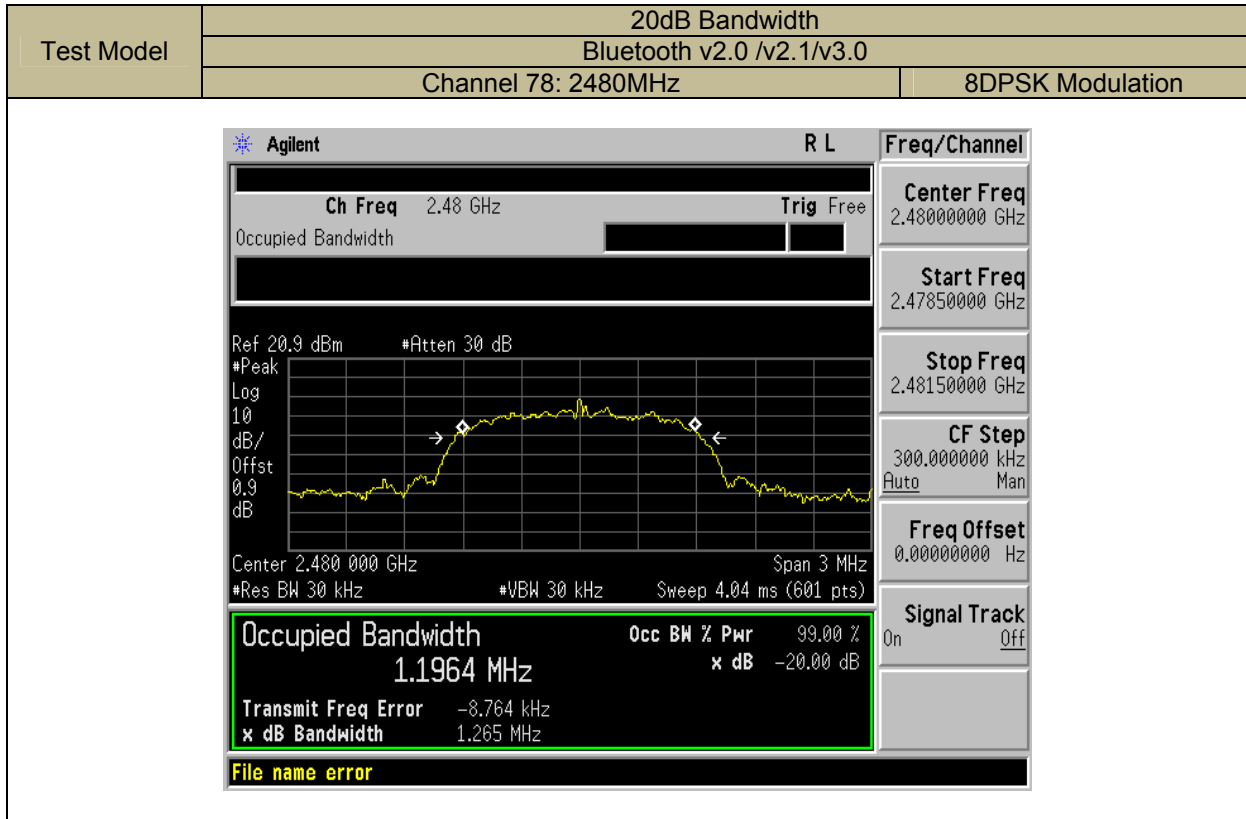 Test Model
20dB Bandwidth
Bluetooth v2.0 /v2.1/v3.0
Channel 78: 2480MHz
8DPSK Modulation
Agilent
R L
Freq/Channel
Ch Freq 2.48 GHz
Trig Free
Occupied Bandwidth
Center Freq
2.48000000 GHz
Start Freq
2.47850000 GHz
Stop Freq
2.48150000 GHz
CF Step
300.000000 kHz
Auto Man
Freq Offset
0.00000000 Hz
Signal Track
On Off
Ref 20.9 dBm #Atten 30 dB
#Peak
Log
10
dB/
Offst
0.9
dB
Center 2.480 000 GHz Span 3 MHz
#Res BW 30 kHz #VBW 30 kHz Sweep 4.04 ms (601 pts)
Occupied Bandwidth
1.1964 MHz
Occ BW % Pwr 99.00 %
x dB -20.00 dB
Transmit Freq Error -8.764 kHz
x dB Bandwidth 1.265 MHz
File name error